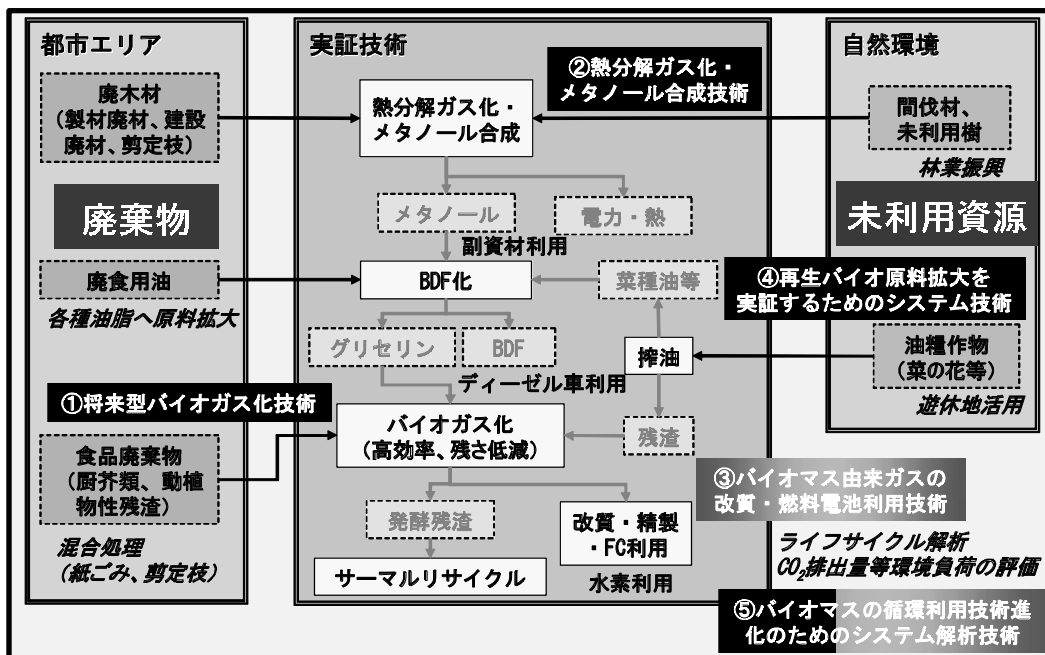 都市エリア
廃木材
(製材廃材、建設
廃材、剪定枝)
廃棄物
廃食用油
各種油脂へ原料拡大
①将来型バイオガス化技術
食品廃棄物
(厨芥類、動植
物性残渣)
混合処理
(紙ごみ、剪定枝)
実証技術
②熱分解ガス化・
メタノール合成技術
熱分解ガス化・
メタノール合成
メタノール
電力・熱
副資材利用
BDF化
菜種油等
グリセリン
BDF
搾油
ディーゼル車利用
バイオガス化
(高効率、残さ低減)
残渣
発酵残渣
改質・精製
・FC利用
サーマルリサイクル
水素利用
自然環境
間伐材、
未利用樹
林業振興
未利用資源
④再生バイオ原料拡大を
実証するためのシステム技術
油糧作物
(菜の花等)
遊休地活用
③バイオマス由来ガスの
改質・燃料電池利用技術
ライフサイクル解析
CO₂排出量等環境負荷の評価
⑤バイオマスの循環利用技術進
化のためのシステム解析技術